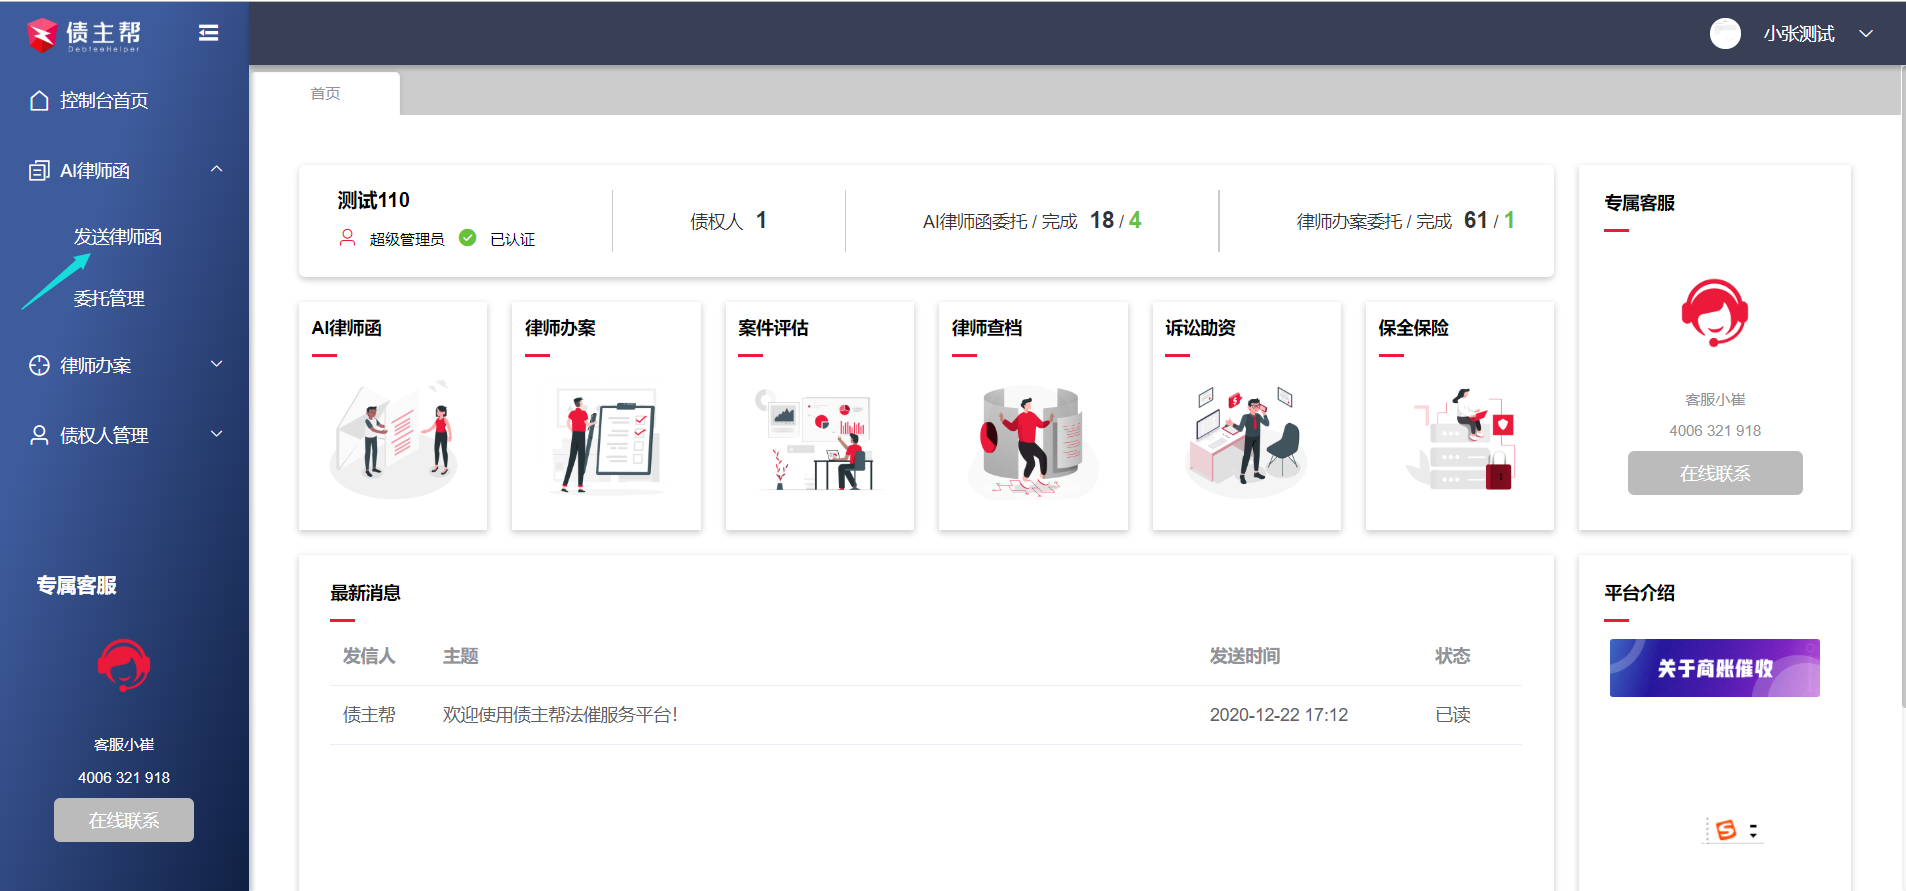 债主帮
DebteeHelper
控制台首页
AI律师函
发送律师函
委托管理
律师办案
债权人管理
专属客服
客服小崔
4006 321 918
在线联系
小张测试
首页
测试110
超级管理员 已认证
债权人 1
AI律师函委托 / 完成 18 / 4
律师办案委托 / 完成 61 / 1
AI律师函
律师办案
案件评估
律师查档
诉讼助资
保全保险
专属客服
客服小崔
4006 321 918
在线联系
最新消息
发信人 主题 发送时间 状态
债主帮 欢迎使用债主帮法催服务平台! 2020-12-22 17:12 已读
平台介绍
关于商账催收